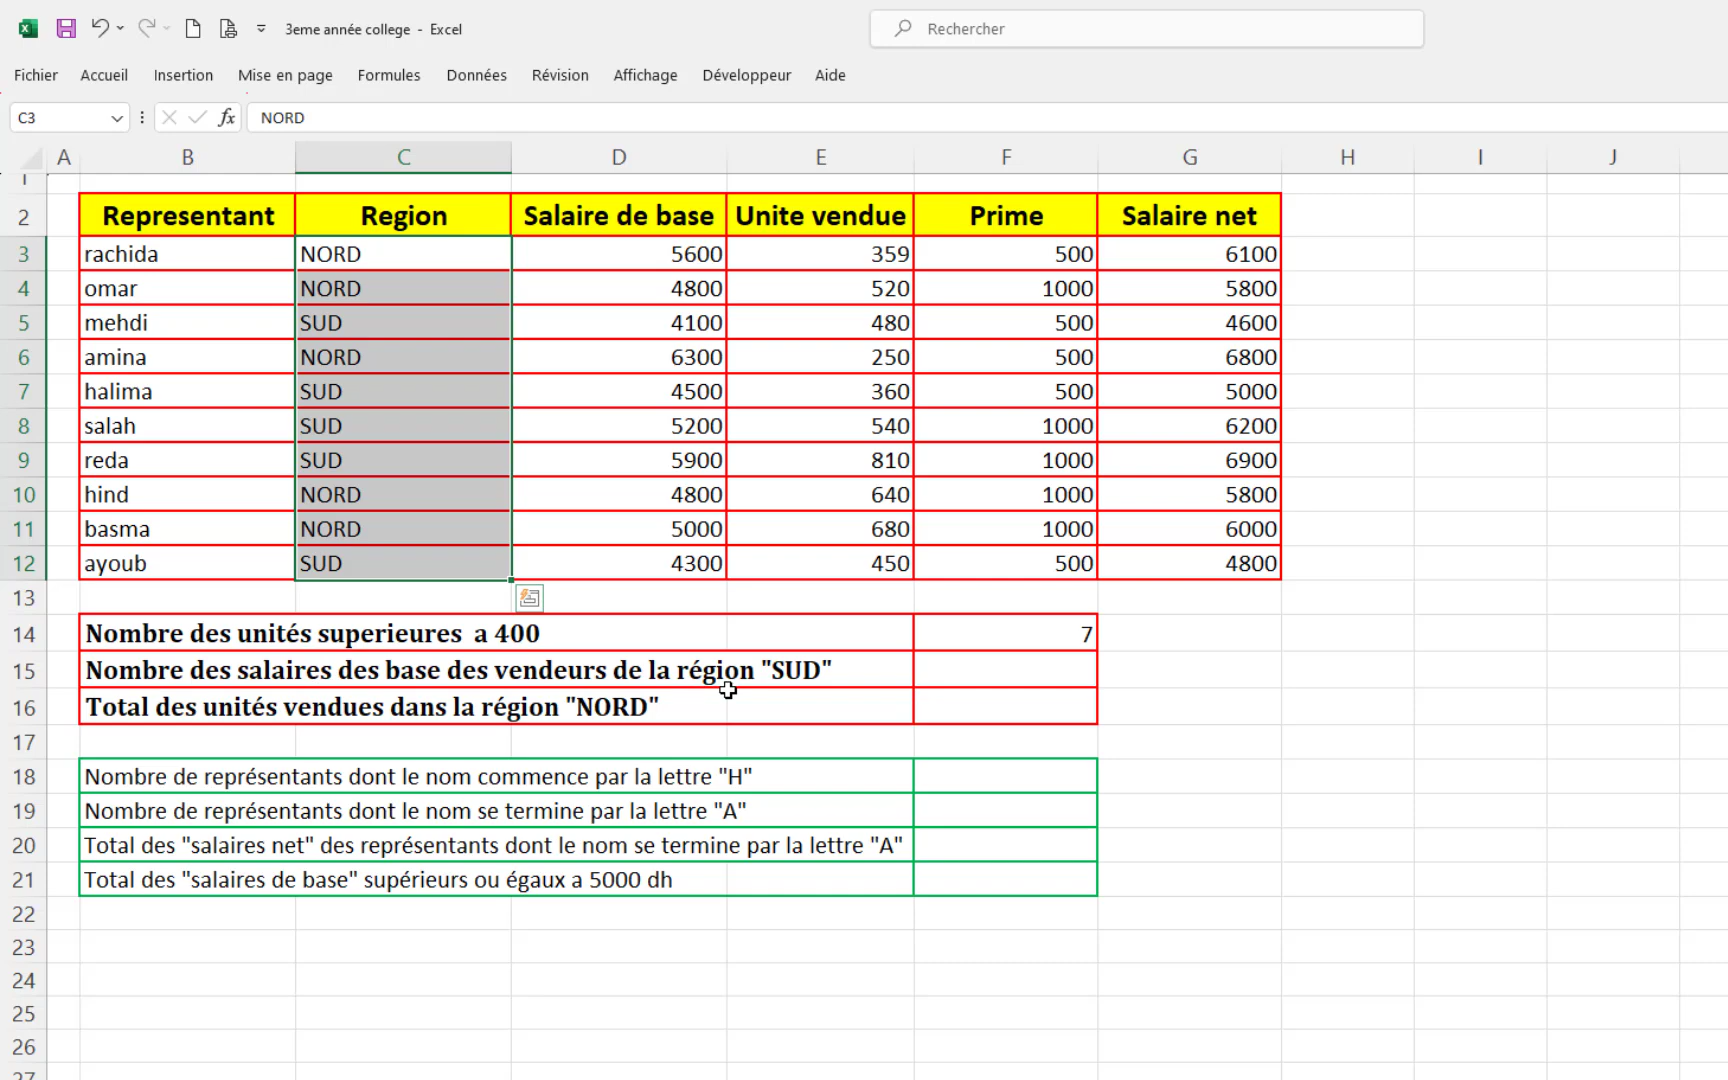 3eme année college - Excel
Rechercher
Fichier Accueil Insertion Mise en page Formules Données Révision Affichage Développeur Aide
C3 fx NORD
A B C D E F G H I J
1
2 Representant Region Salaire de base Unite vendue Prime Salaire net
3 rachida NORD 5600 359 500 6100
4 omar NORD 4800 520 1000 5800
5 mehdi SUD 4100 480 500 4600
6 amina NORD 6300 250 500 6800
7 halima SUD 4500 360 500 5000
8 salah SUD 5200 540 1000 6200
9 reda SUD 5900 810 1000 6900
10 hind NORD 4800 640 1000 5800
11 basma NORD 5000 680 1000 6000
12 ayoub SUD 4300 450 500 4800
13
14 Nombre des unités superieures a 400 7
15 Nombre des salaires des base des vendeurs de la région "SUD"
16 Total des unités vendues dans la région "NORD"
17
18 Nombre de représentants dont le nom commence par la lettre "H"
19 Nombre de représentants dont le nom se termine par la lettre "A"
20 Total des "salaires net" des représentants dont le nom se termine par la lettre "A"
21 Total des "salaires de base" supérieurs ou égaux a 5000 dh
22
23
24
25
26
27